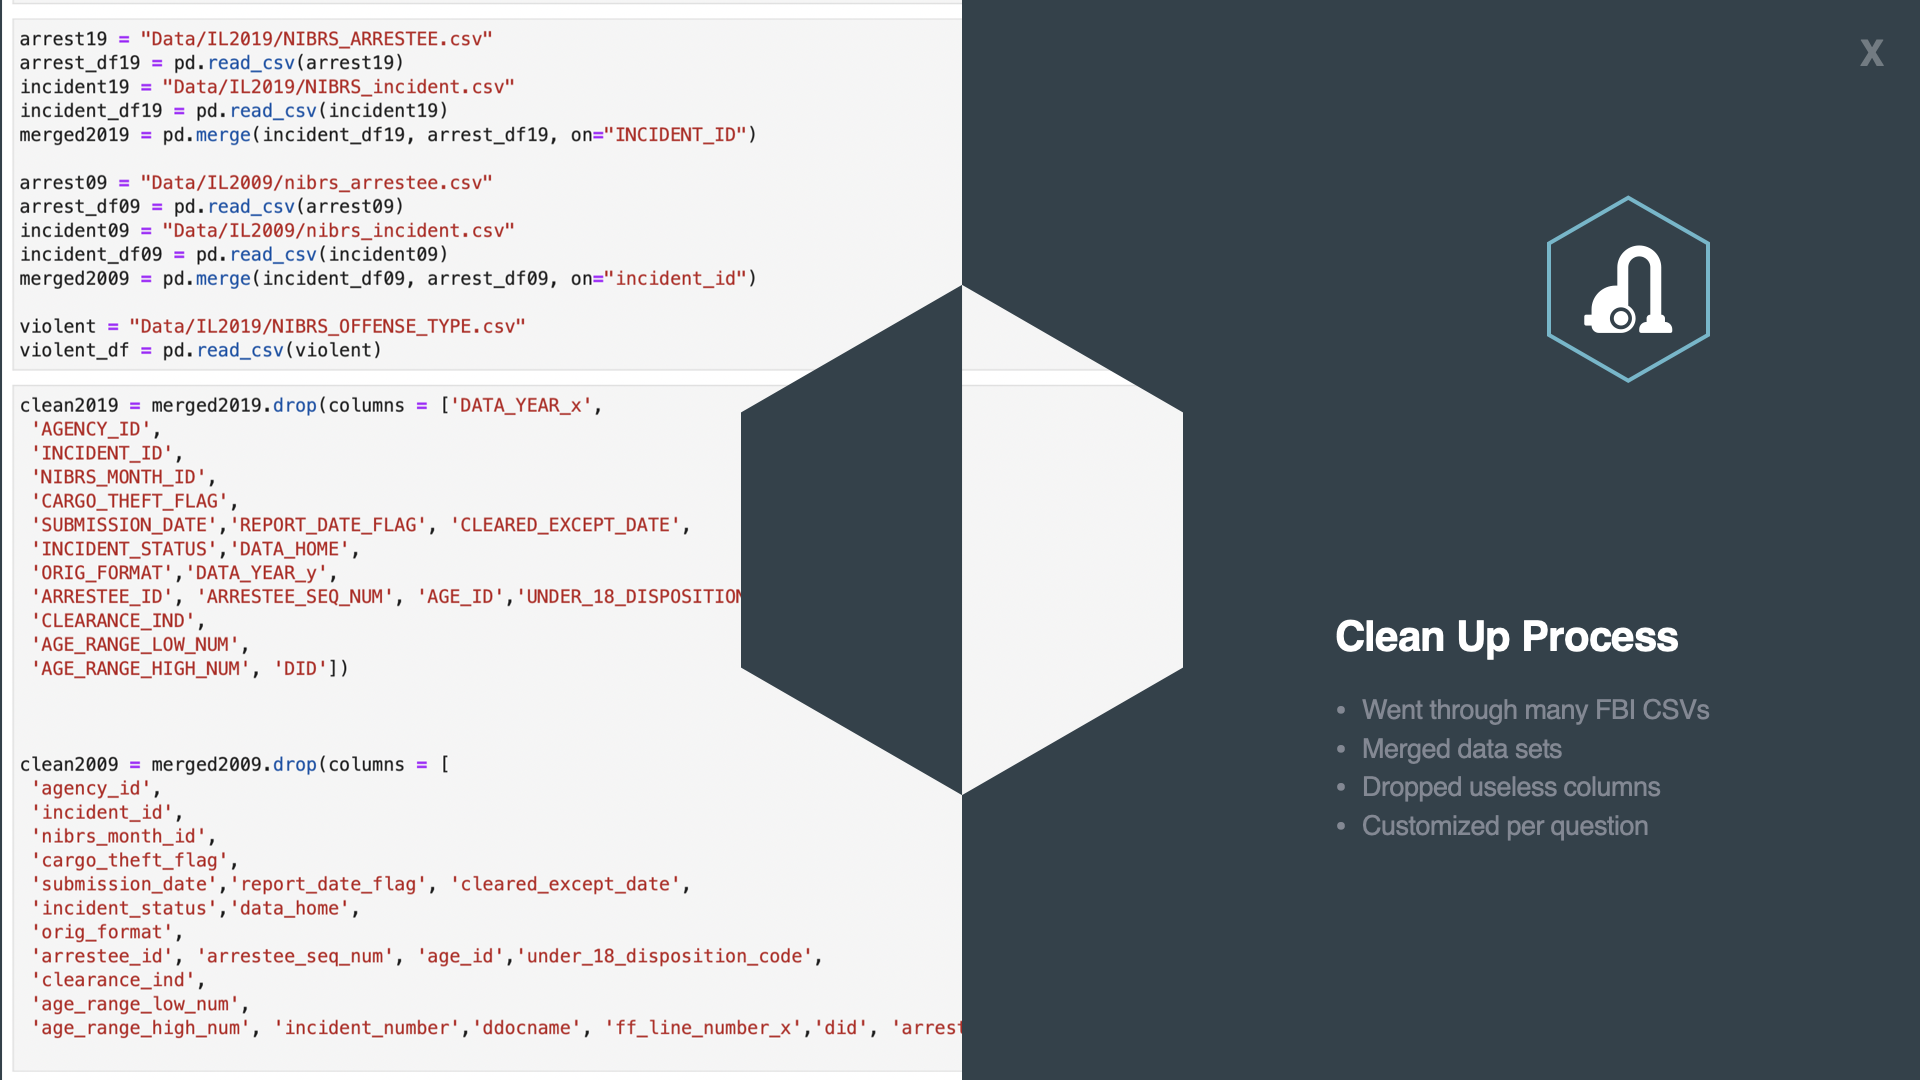 arrest19 = "Data/IL2019/NIBRS_ARRESTEE.csv"
arrest_df19 = pd.read_csv(arrest19)
incident19 = "Data/IL2019/NIBRS_incident.csv"
incident_df19 = pd.read_csv(incident19)
merged2019 = pd.merge(incident_df19, arrest_df19, on="INCIDENT_ID")
arrest09 = "Data/IL2009/nibrs_arrestee.csv"
arrest_df09 = pd.read_csv(arrest09)
incident09 = "Data/IL2009/nibrs_incident.csv"
incident_df09 = pd.read_csv(incident09)
merged2009 = pd.merge(incident_df09, arrest_df09, on="incident_id")
violent = "Data/IL2019/NIBRS_OFFENSE_TYPE.csv"
violent_df = pd.read_csv(violent)
clean2019 = merged2019.drop(columns = ['DATA_YEAR_x',
'AGENCY_ID',
'INCIDENT_ID',
'NIBRS_MONTH_ID',
'CARGO_THEFT_FLAG',
'SUBMISSION_DATE','REPORT_DATE_FLAG', 'CLEARED_EXCEPT_DATE',
'INCIDENT_STATUS','DATA_HOME',
'ORIG_FORMAT','DATA_YEAR_y',
'ARRESTEE_ID', 'ARRESTEE_SEQ_NUM', 'AGE_ID','UNDER_18_DISPOSITION
'CLEARANCE_IND',
'AGE_RANGE_LOW_NUM',
'AGE_RANGE_HIGH_NUM', 'DID'])
clean2009 = merged2009.drop(columns = [
'agency_id',
'incident_id',
'nibrs_month_id',
'cargo_theft_flag',
'submission_date','report_date_flag', 'cleared_except_date',
'incident_status','data_home',
'orig_format',
'arrestee_id', 'arrestee_seq_num', 'age_id','under_18_disposition_code',
'clearance_ind',
'age_range_low_num',
'age_range_high_num', 'incident_number','ddocname', 'ff_line_number_x','did', 'arrest
X
Clean Up Process
• Went through many FBI CSVs
• Merged data sets
• Dropped useless columns
• Customized per question